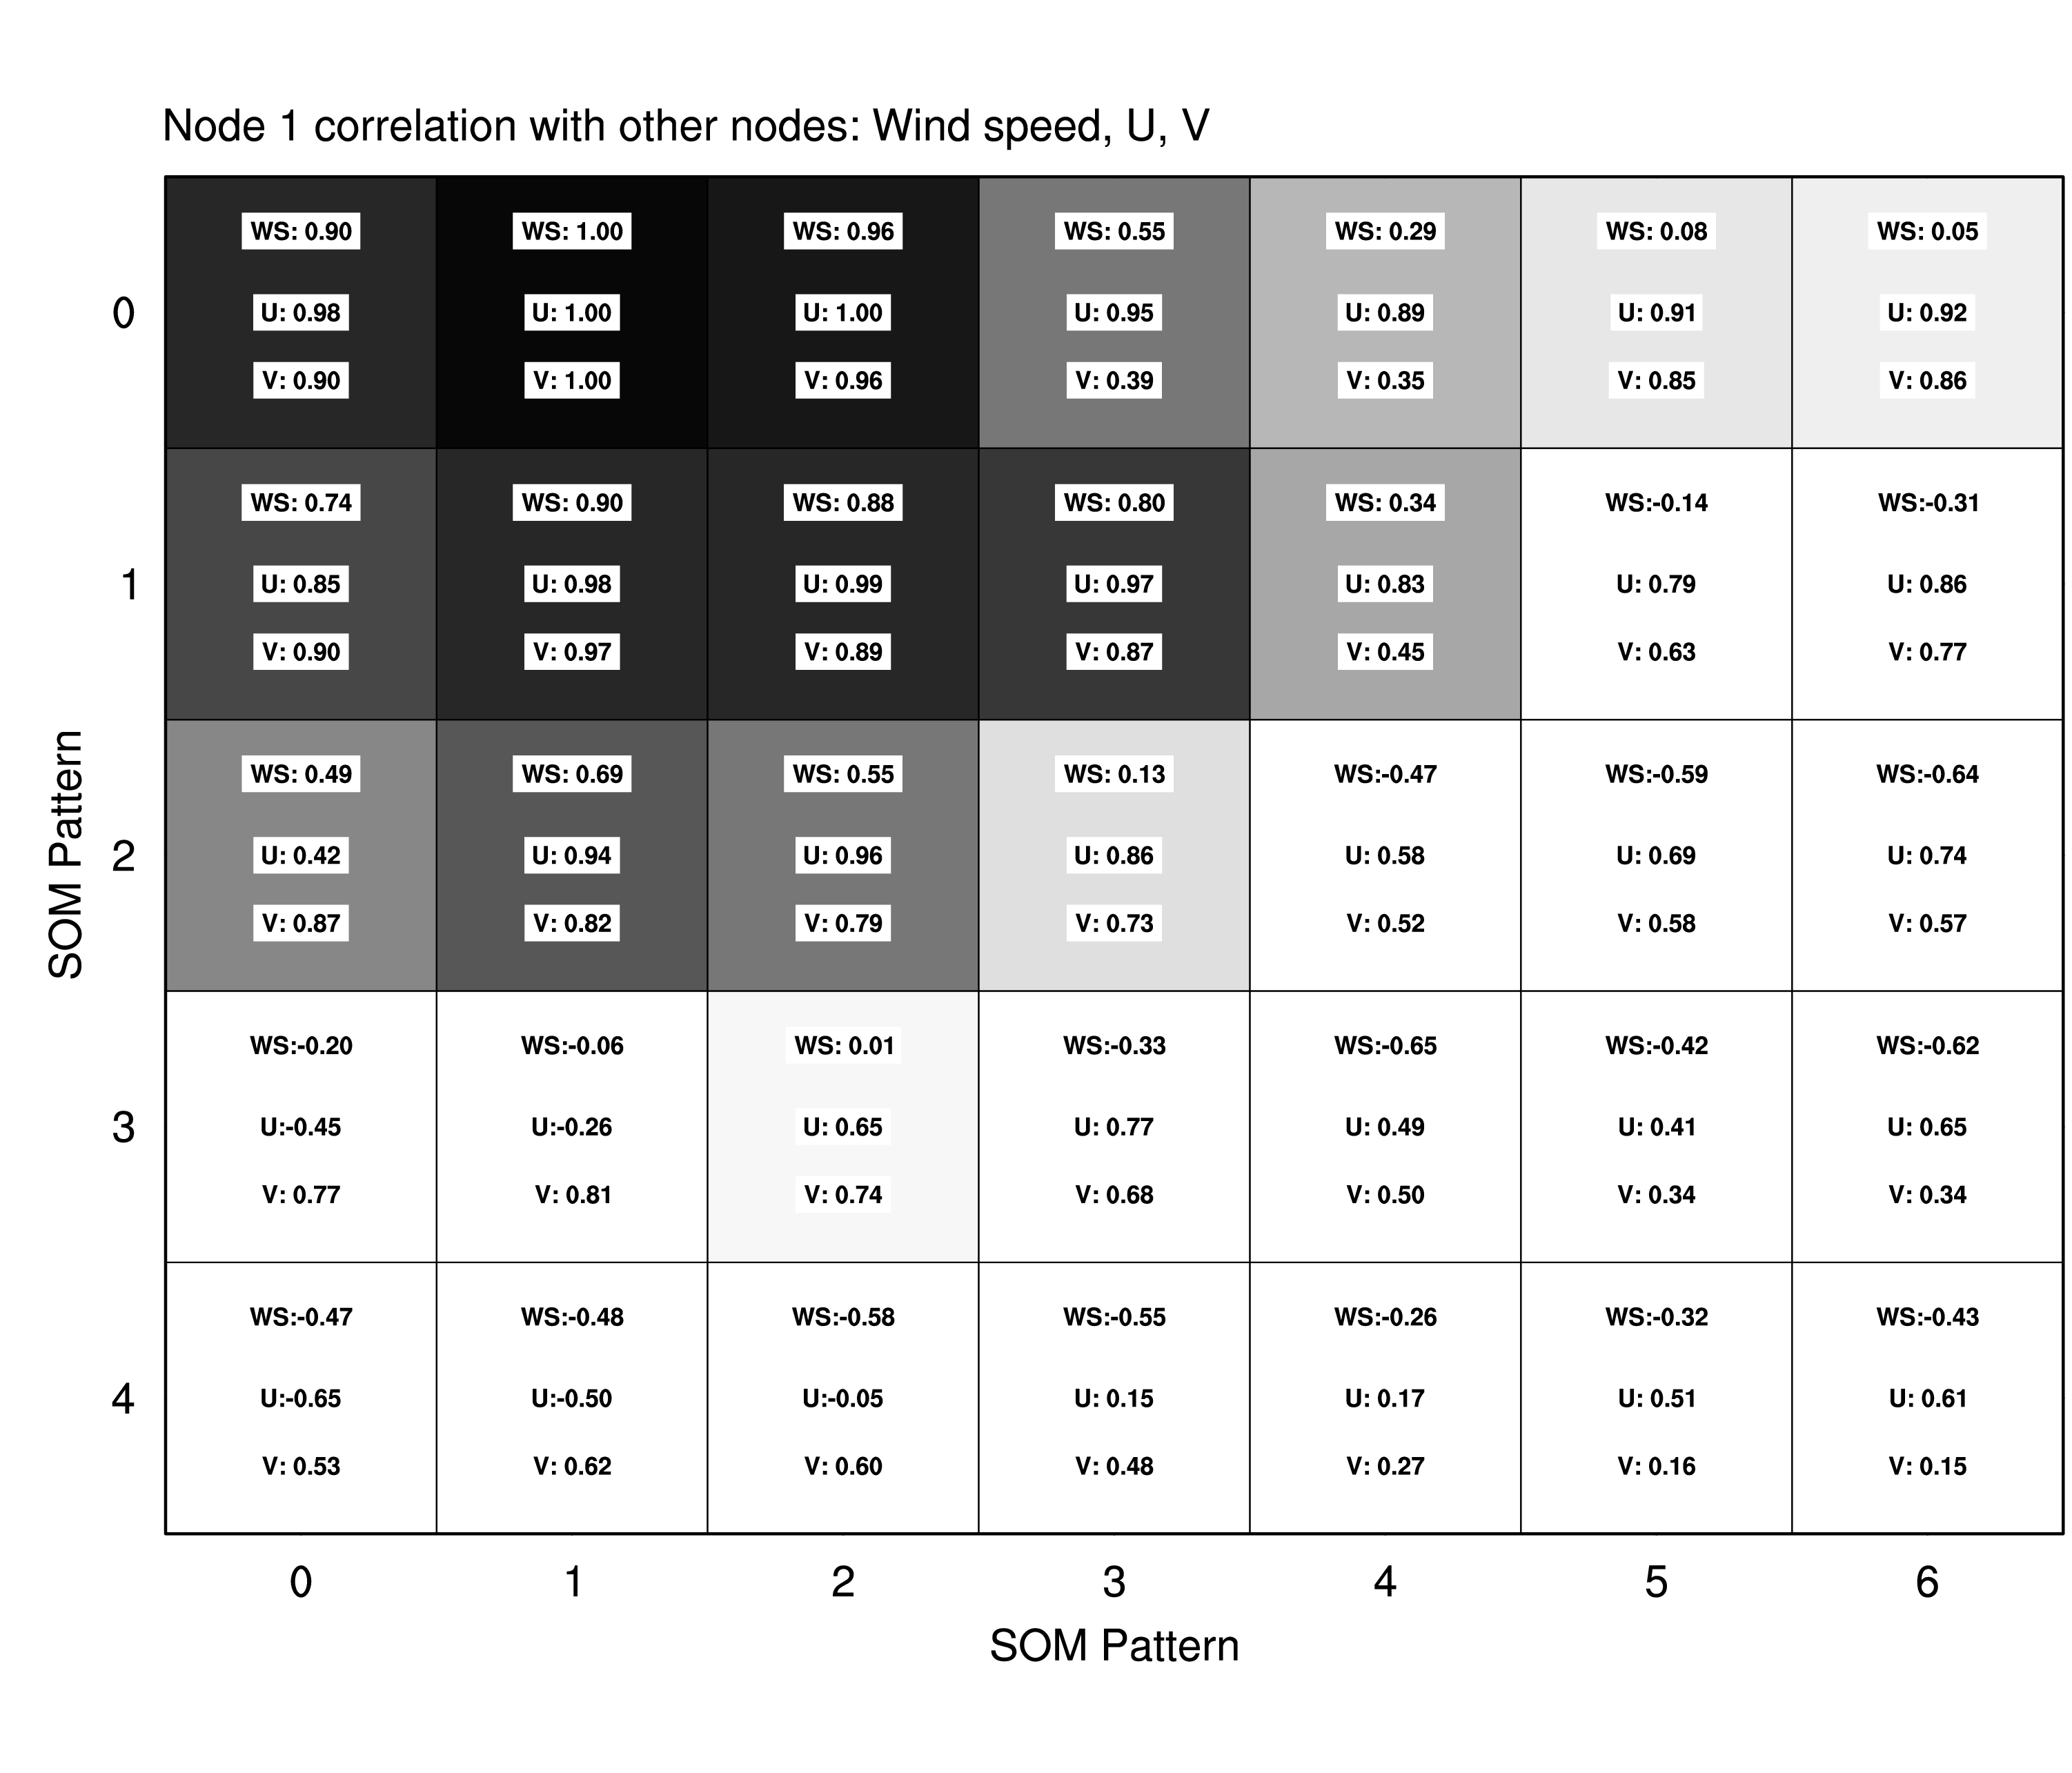 Node 1 correlation with other nodes: Wind speed, U, V
WS: 0.90 WS: 1.00 WS: 0.96 WS: 0.55 WS: 0.29 WS: 0.08 WS: 0.05
0 U: 0.98 U: 1.00 U: 1.00 U: 0.95 U: 0.89 U: 0.91 U: 0.92
V: 0.90 V: 1.00 V: 0.96 V: 0.39 V: 0.35 V: 0.85 V: 0.86
WS: 0.74 WS: 0.90 WS: 0.88 WS: 0.80 WS: 0.34 WS:-0.14 WS:-0.31
1 U: 0.85 U: 0.98 U: 0.99 U: 0.97 U: 0.83 U: 0.79 U: 0.86
V: 0.90 V: 0.97 V: 0.89 V: 0.87 V: 0.45 V: 0.63 V: 0.77
WS: 0.49 WS: 0.69 WS: 0.55 WS: 0.13 WS:-0.47 WS:-0.59 WS:-0.64
SOM Pattern
2 U: 0.42 U: 0.94 U: 0.96 U: 0.86 U: 0.58 U: 0.69 U: 0.74
V: 0.87 V: 0.82 V: 0.79 V: 0.73 V: 0.52 V: 0.58 V: 0.57
WS:-0.20 WS:-0.06 WS: 0.01 WS:-0.33 WS:-0.65 WS:-0.42 WS:-0.62
3 U:-0.45 U:-0.26 U: 0.65 U: 0.77 U: 0.49 U: 0.41 U: 0.65
V: 0.77 V: 0.81 V: 0.74 V: 0.68 V: 0.50 V: 0.34 V: 0.34
WS:-0.47 WS:-0.48 WS:-0.58 WS:-0.55 WS:-0.26 WS:-0.32 WS:-0.43
4 U:-0.65 U:-0.50 U:-0.05 U: 0.15 U: 0.17 U: 0.51 U: 0.61
V: 0.53 V: 0.62 V: 0.60 V: 0.48 V: 0.27 V: 0.16 V: 0.15
0 1 2 3 4 5 6
SOM Pattern